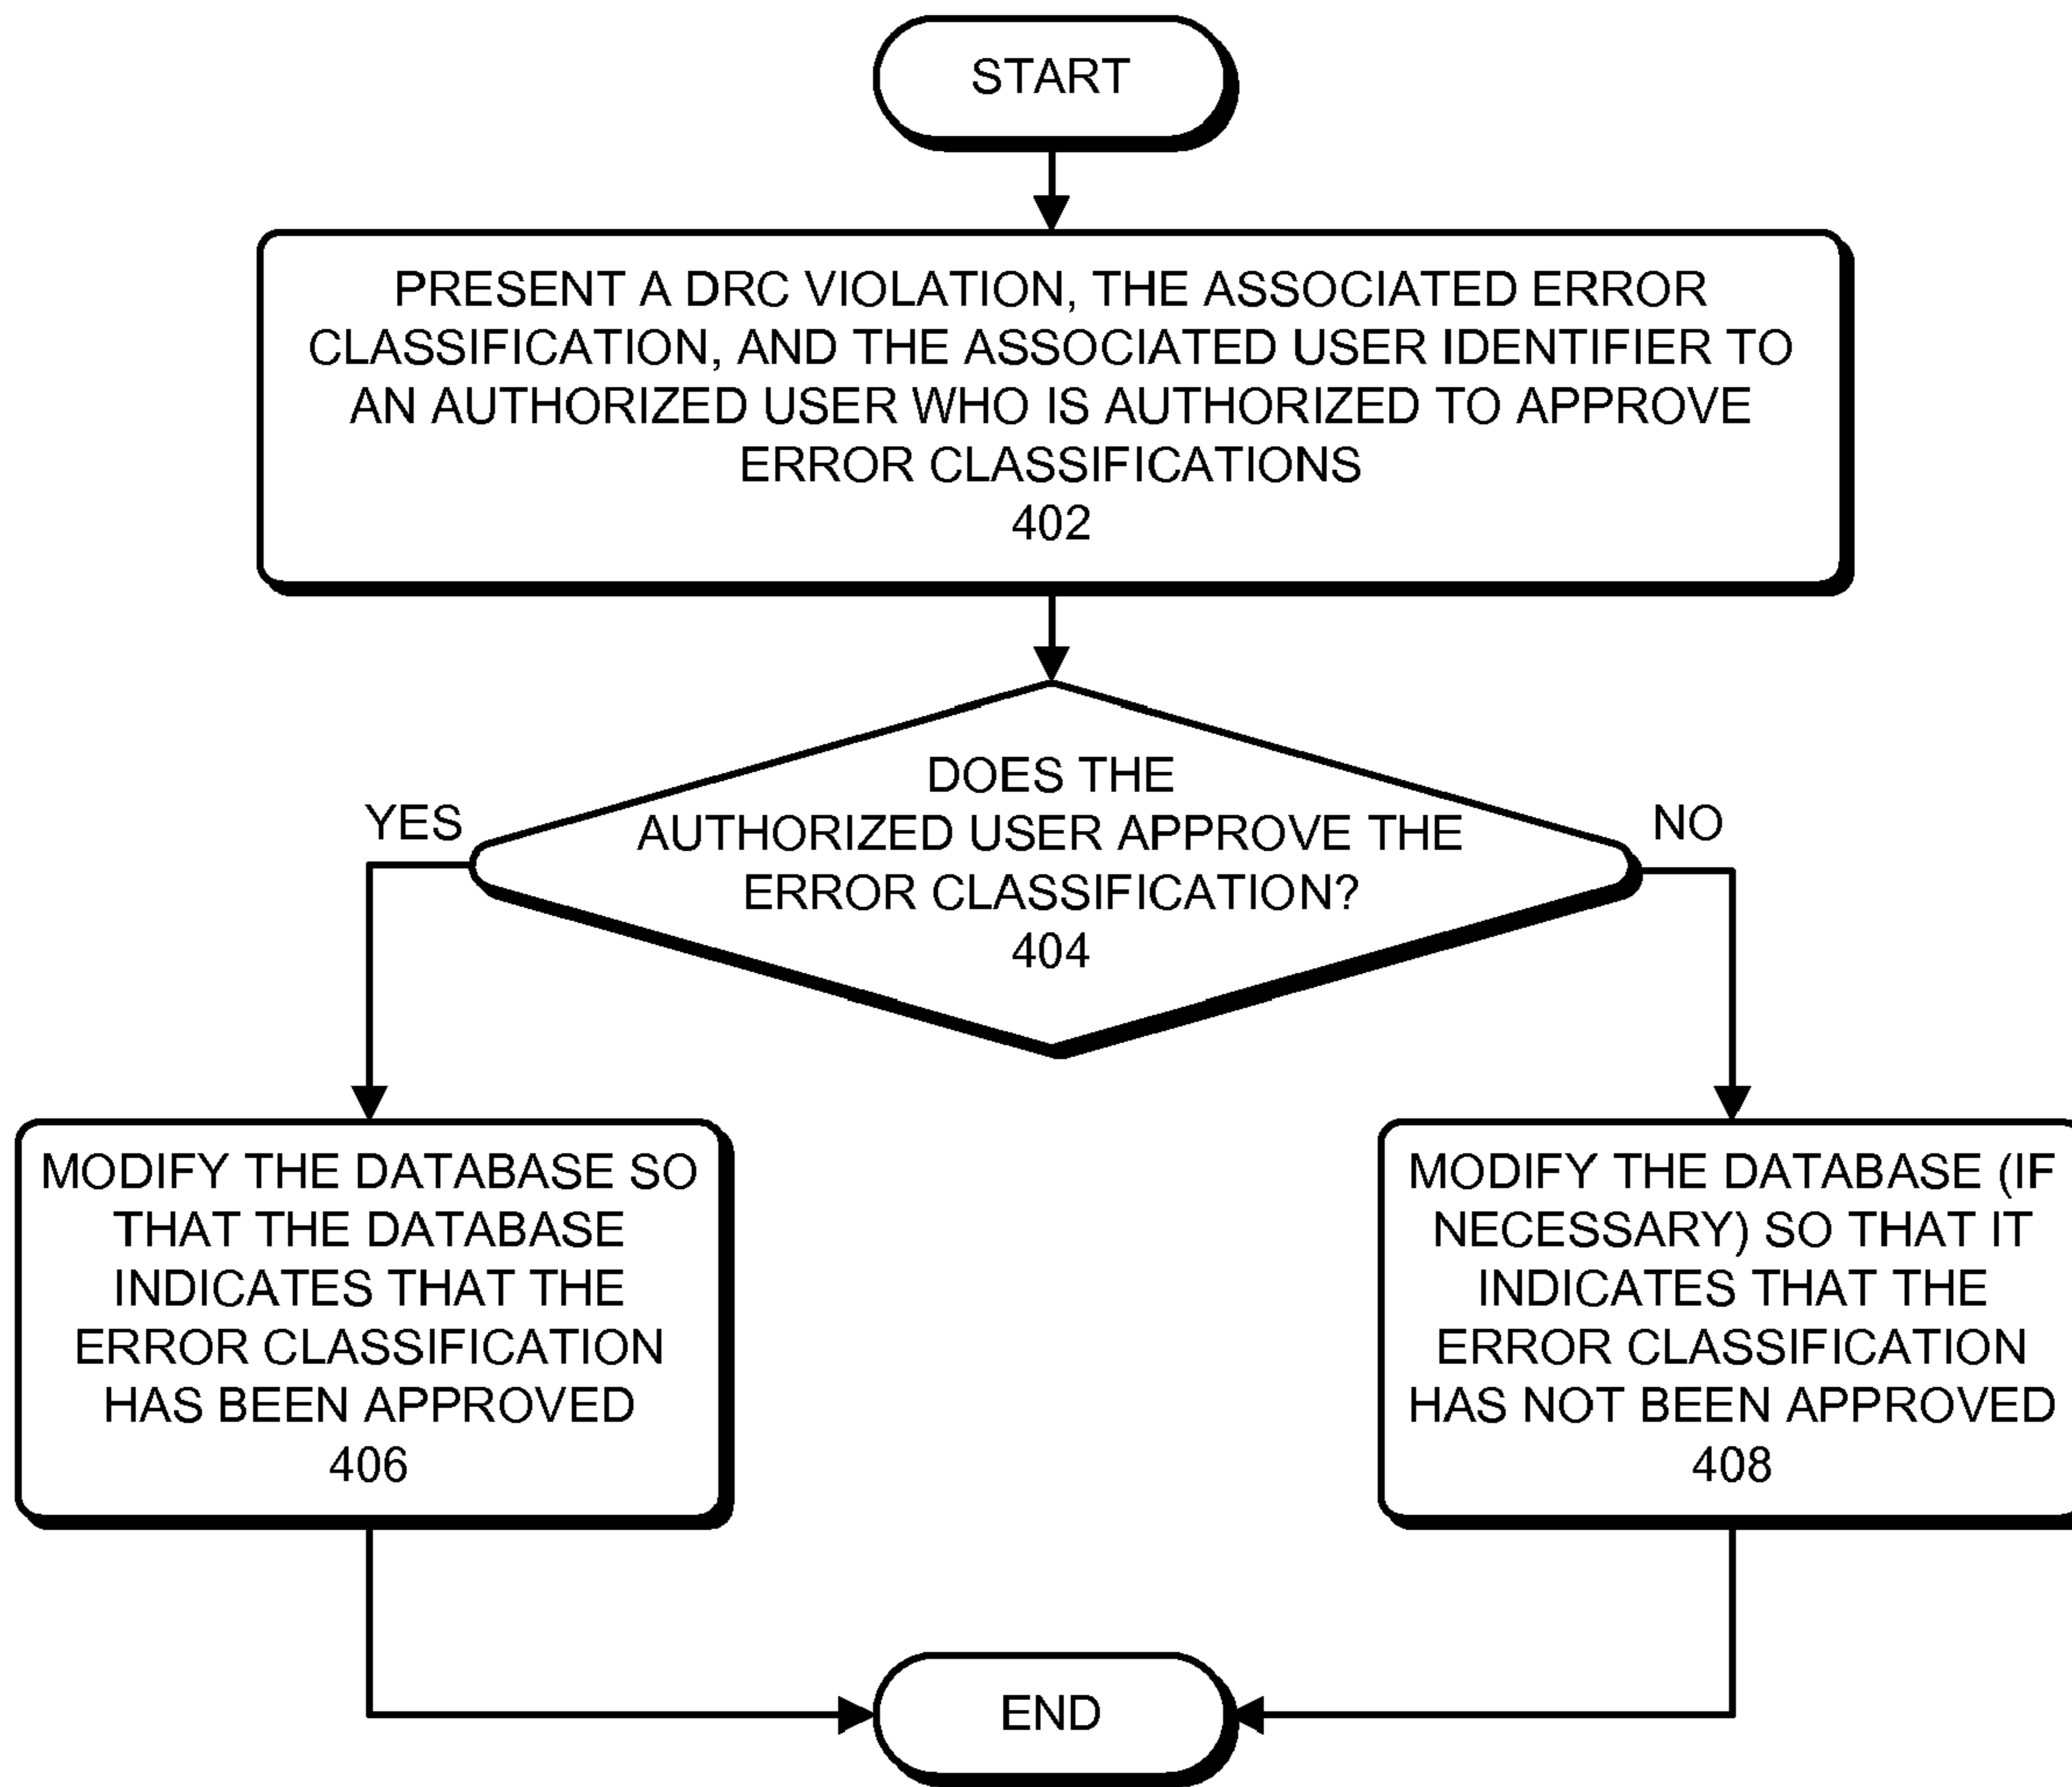 START
PRESENT A DRC VIOLATION, THE ASSOCIATED ERROR
CLASSIFICATION, AND THE ASSOCIATED USER IDENTIFIER TO
AN AUTHORIZED USER WHO IS AUTHORIZED TO APPROVE
ERROR CLASSIFICATIONS
402
DOES THE
AUTHORIZED USER APPROVE THE
ERROR CLASSIFICATION?
404
YES
NO
MODIFY THE DATABASE SO
THAT THE DATABASE
INDICATES THAT THE
ERROR CLASSIFICATION
HAS BEEN APPROVED
406
MODIFY THE DATABASE (IF
NECESSARY) SO THAT IT
INDICATES THAT THE
ERROR CLASSIFICATION
HAS NOT BEEN APPROVED
408
END